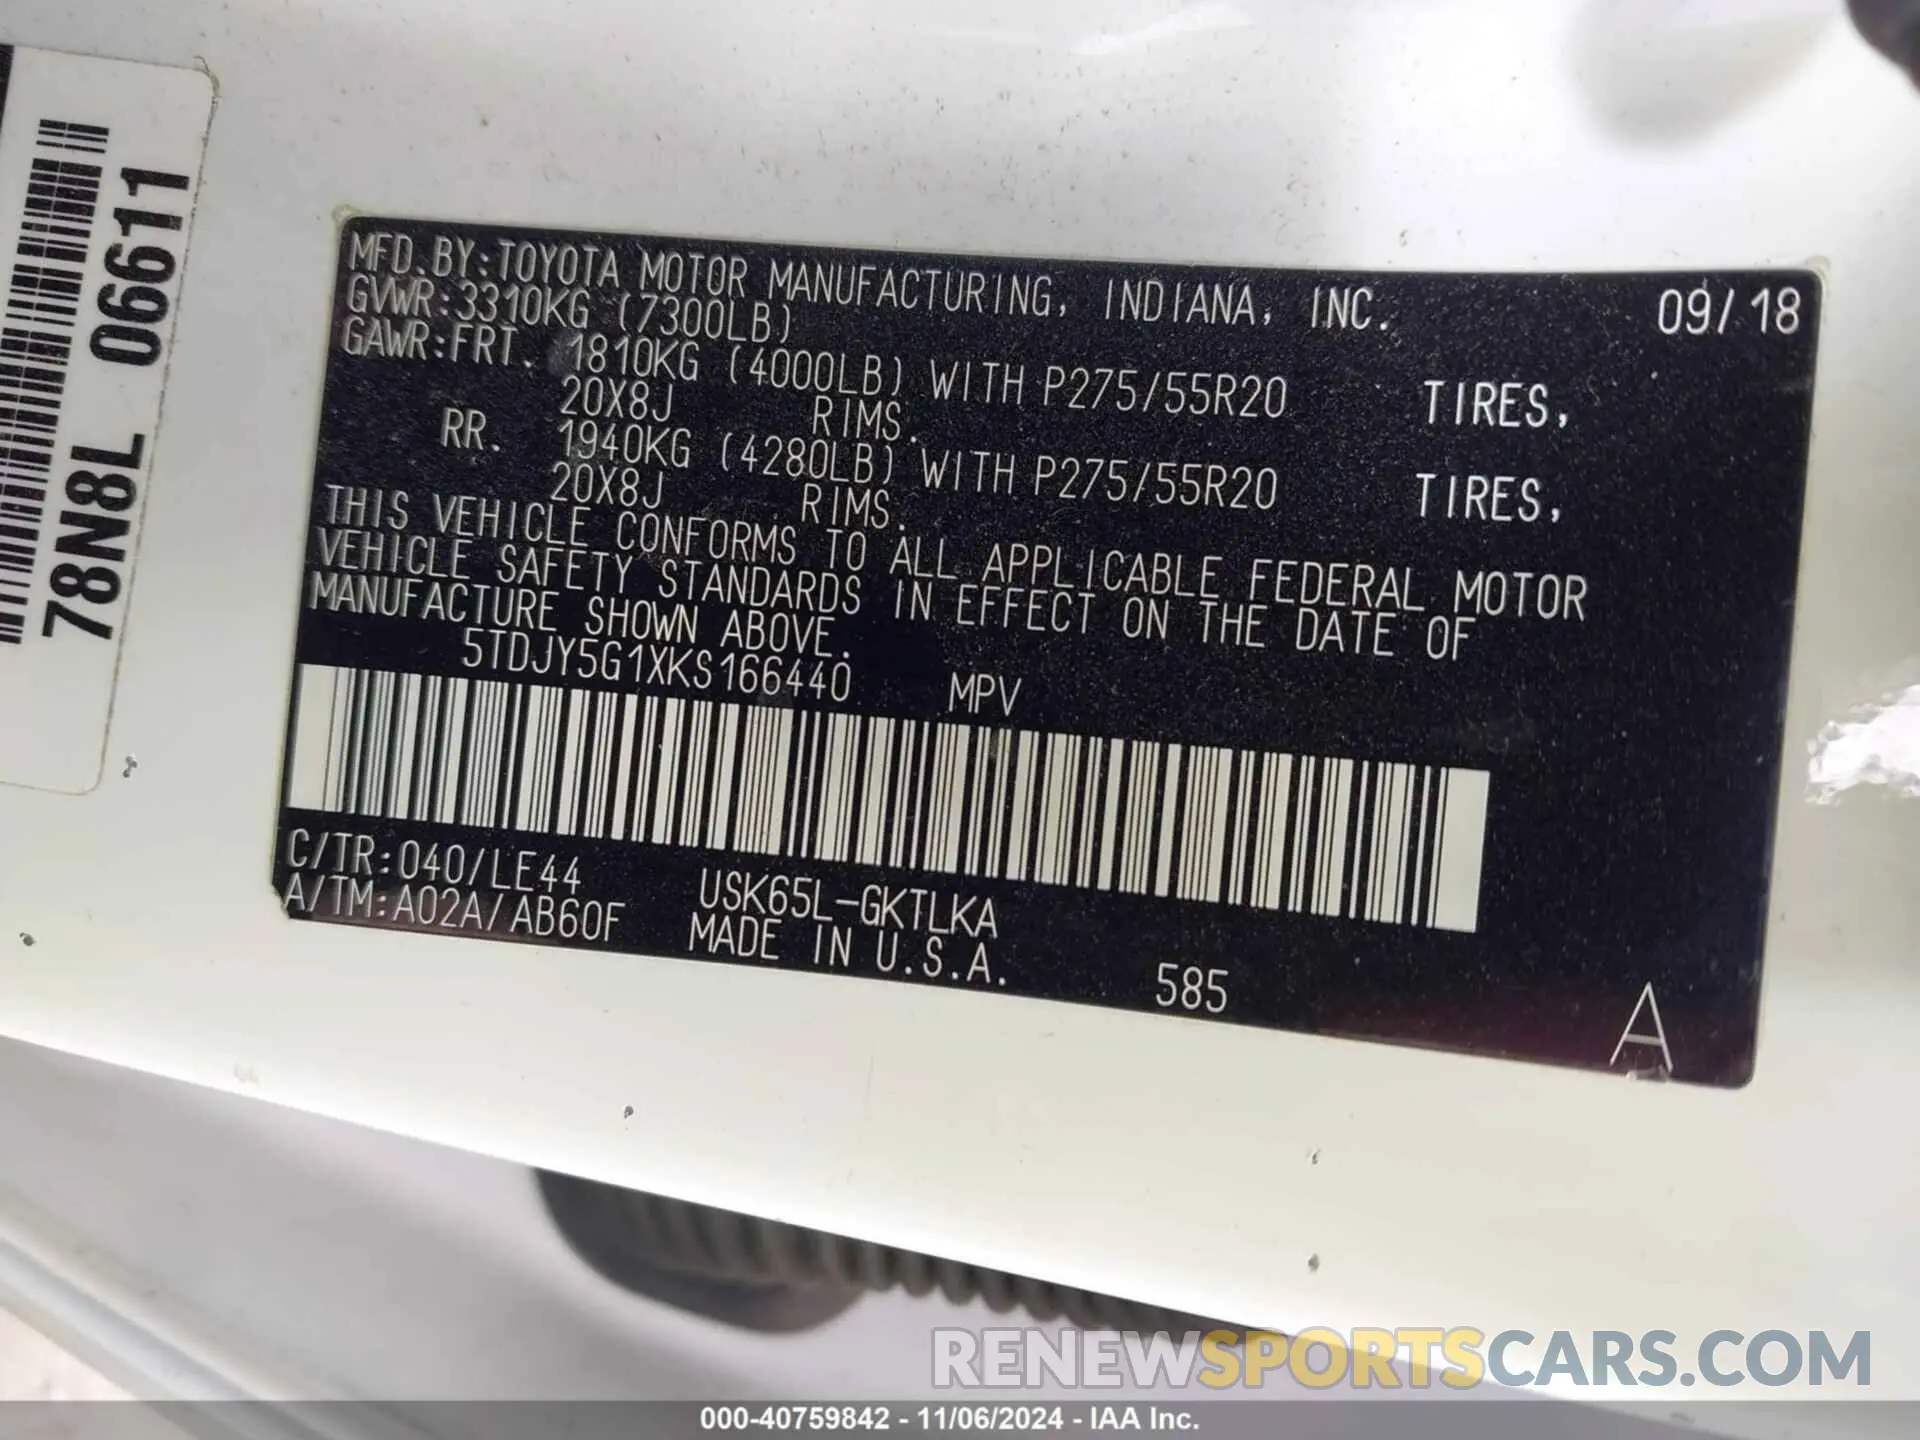 78N8L 06611
MFD.BY:TOYOTA MOTOR MANUFACTURING, INDIANA, INC. 09/18
GVWR:3310KG (7300LB)
GAWR:FRT. 1810KG (4000LB) WITH P275/55R20 TIRES,
20X8J RIMS.
RR. 1940KG (4280LB) WITH P275/55R20 TIRES,
20X8J RIMS.
THIS VEHICLE CONFORMS TO ALL APPLICABLE FEDERAL MOTOR
VEHICLE SAFETY STANDARDS IN EFFECT ON THE DATE OF
MANUFACTURE SHOWN ABOVE.
5TDJY5G1XKS166440 MPV
C/TR:040/LE44 USK65L-GKTLKA
A/TM:A02A/AB60F MADE IN U.S.A. 585
A
RENEWSPORTSCARS.COM
000-40759842 - 11/06/2024 - IAA Inc.